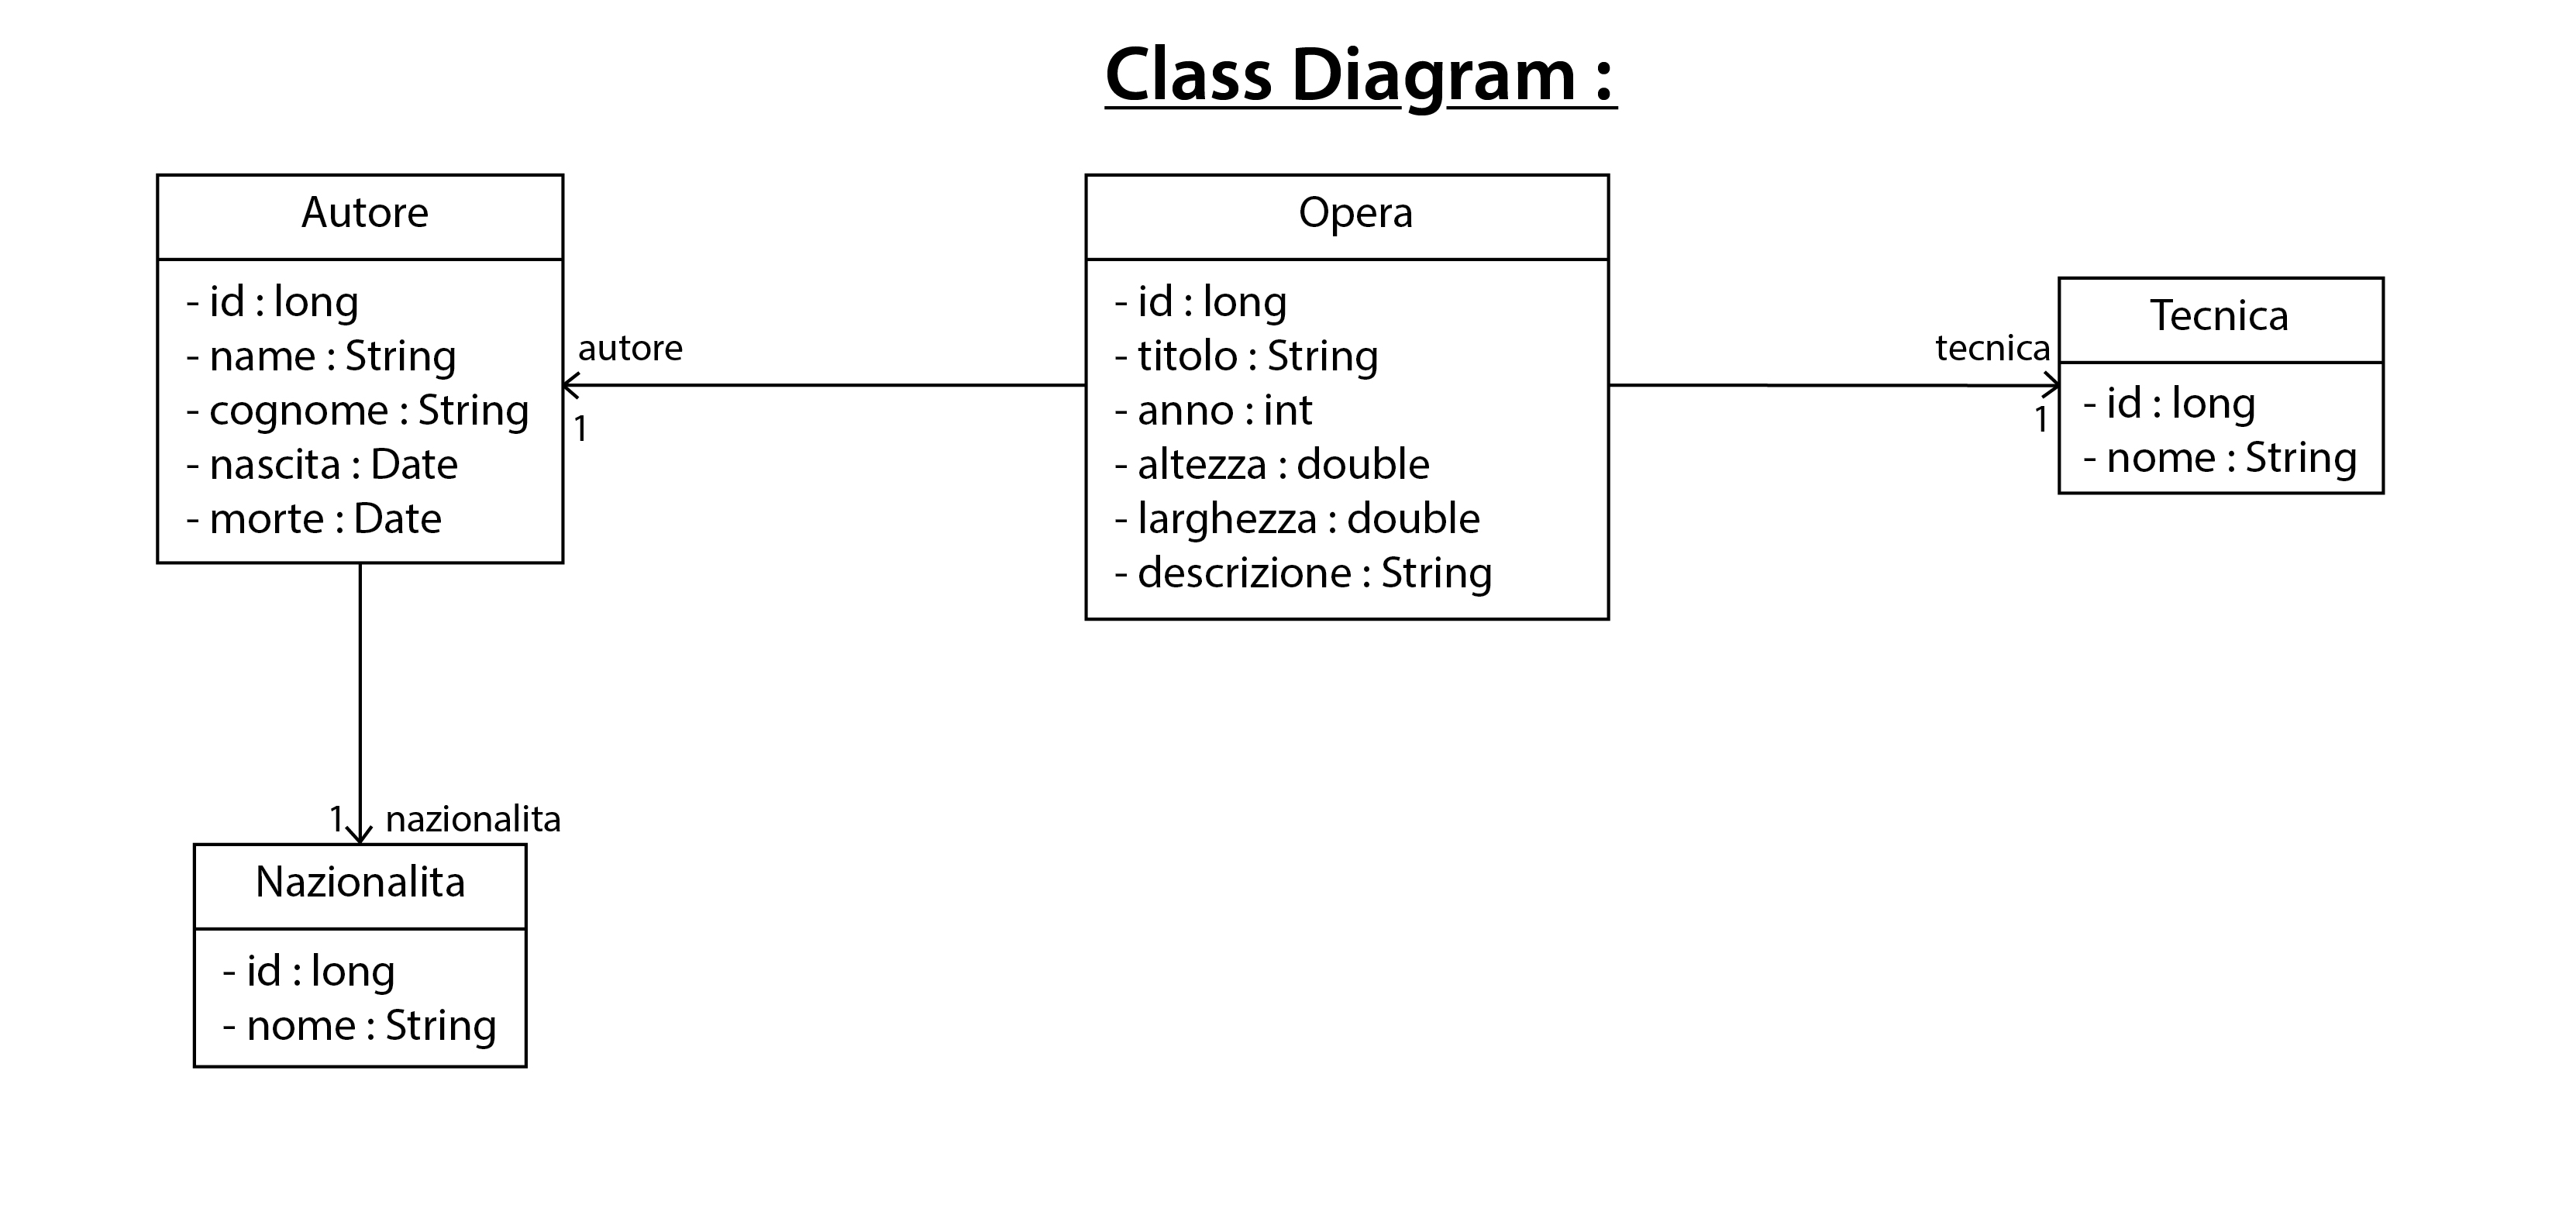 Class Diagram :
Autore
- id : long
- name : String
- cognome : String
- nascita : Date
- morte : Date
autore
1
Opera
- id : long
- titolo : String
- anno : int
- altezza : double
- larghezza : double
- descrizione : String
tecnica
1
Tecnica
- id : long
- nome : String
1 nazionalita
Nazionalita
- id : long
- nome : String